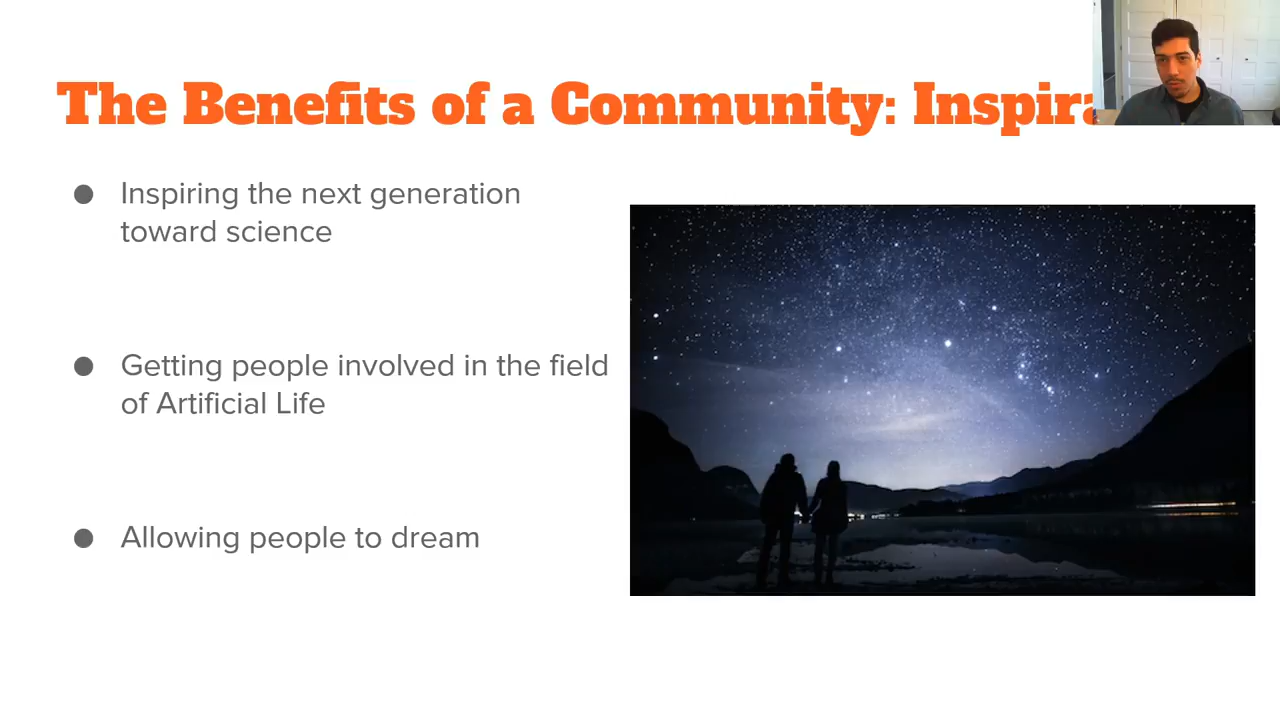 The Benefits of a Community: Inspira
● Inspiring the next generation
toward science
● Getting people involved in the field
of Artificial Life
● Allowing people to dream